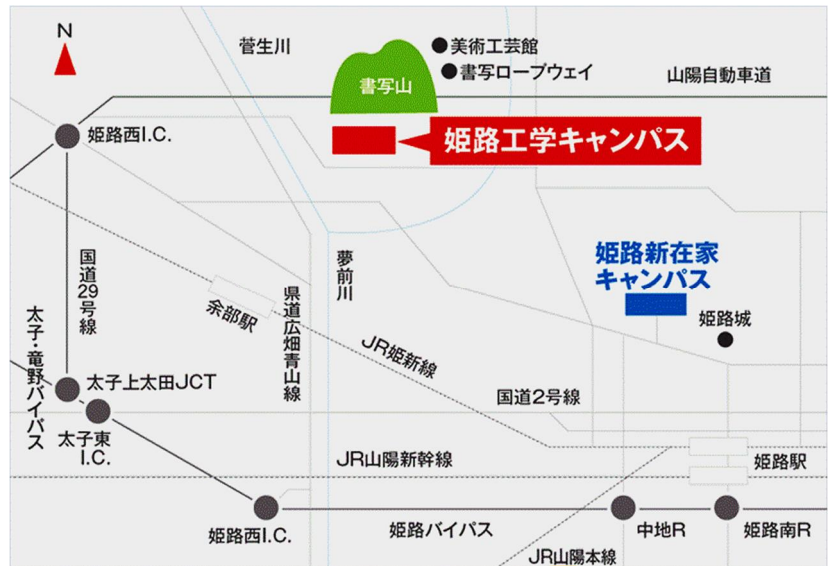 N
菅生川
美術工芸館
書写ロープウェイ
書写山
山陽自動車道
姫路西I.C.
姫路工学キャンパス
国道29号線
夢前川
姫路新在家
キャンパス
余部駅
県道広畑青山線
太子・竜野バイパス
姫路城
JR姫新線
太子上太田JCT
国道2号線
太子東
I.C.
JR山陽新幹線
姫路駅
姫路西I.C.
姫路バイパス
中地R
姫路南R
JR山陽本線